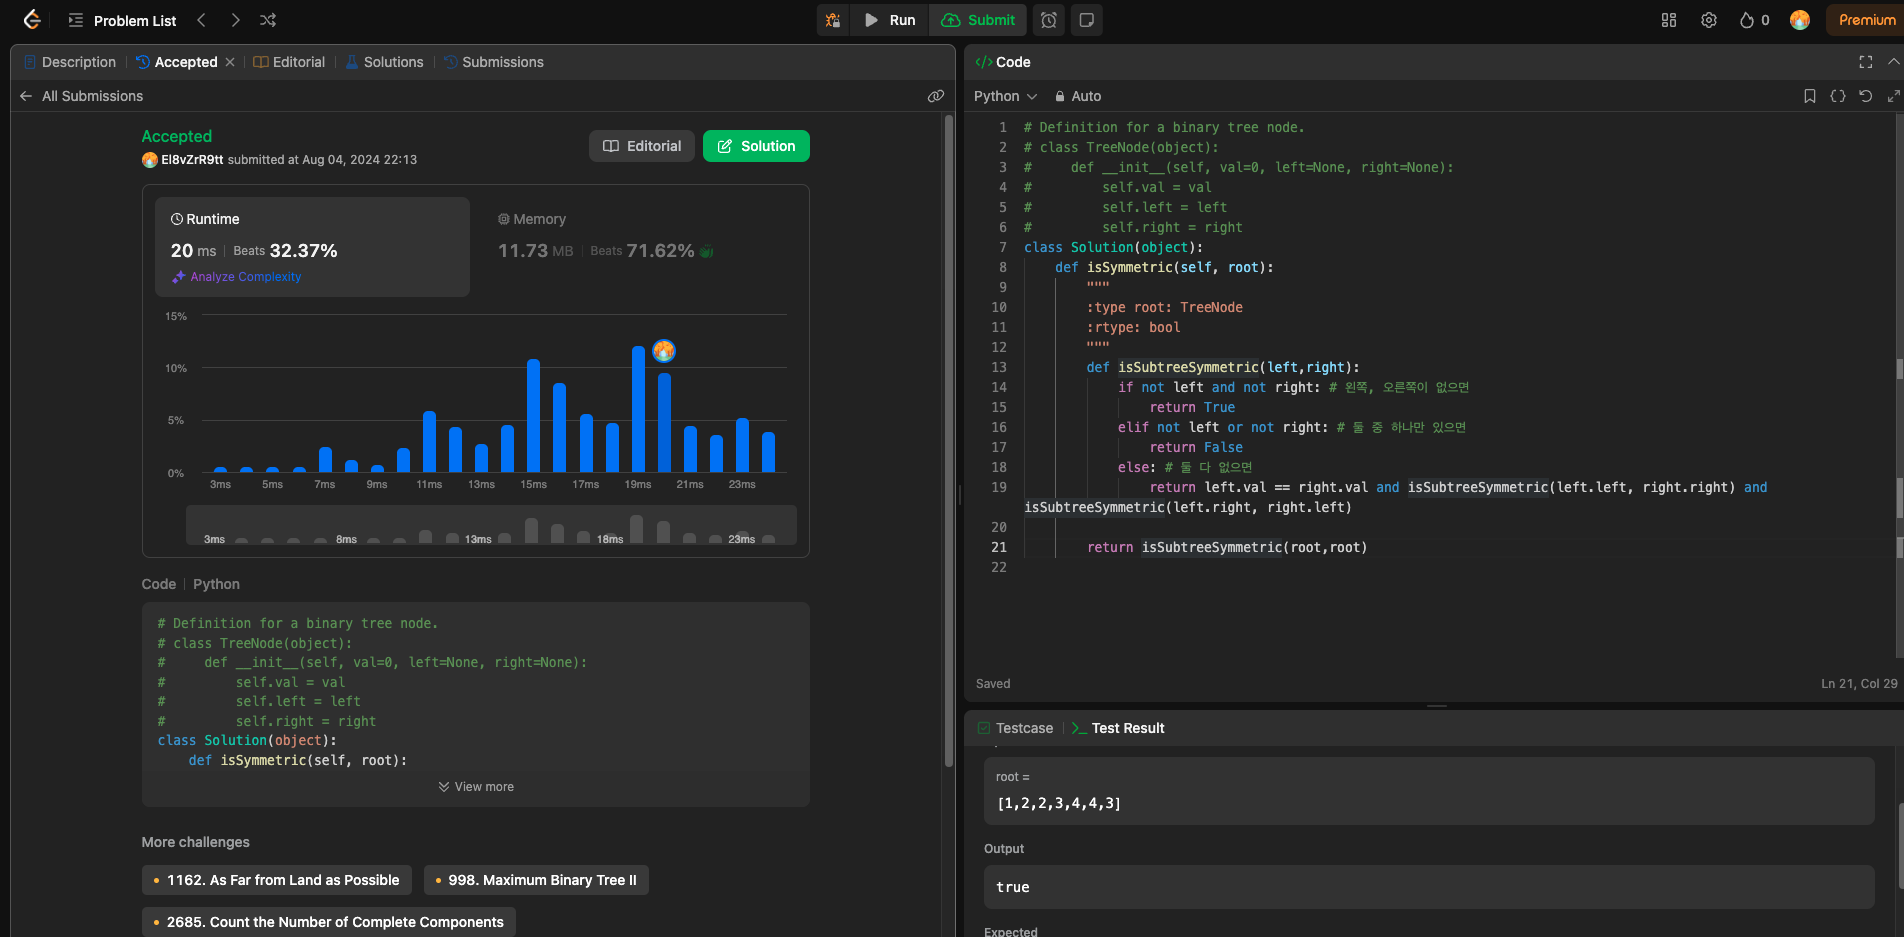 Problem List
Run
Submit
0
Premium
Description
Accepted
Editorial
Solutions
Submissions
All Submissions
Accepted
El8vZrR9tt submitted at Aug 04, 2024 22:13
Editorial
Solution
Runtime
20 ms | Beats 32.37%
Analyze Complexity
Memory
11.73 MB | Beats 71.62%
15%
10%
5%
0%
3ms 5ms 7ms 9ms 11ms 13ms 15ms 17ms 19ms 21ms 23ms
3ms 8ms 13ms 18ms 23ms
Code | Python
# Definition for a binary tree node.
# class TreeNode(object):
#     def __init__(self, val=0, left=None, right=None):
#         self.val = val
#         self.left = left
#         self.right = right
class Solution(object):
    def isSymmetric(self, root):
View more
More challenges
1162. As Far from Land as Possible
998. Maximum Binary Tree II
2685. Count the Number of Complete Components
</> Code
Python
Auto
1 # Definition for a binary tree node.
2 # class TreeNode(object):
3 #     def __init__(self, val=0, left=None, right=None):
4 #         self.val = val
5 #         self.left = left
6 #         self.right = right
7 class Solution(object):
8     def isSymmetric(self, root):
9         """
10         :type root: TreeNode
11         :rtype: bool
12         """
13         def isSubtreeSymmetric(left,right):
14             if not left and not right: # 왼쪽, 오른쪽이 없으면
15                 return True
16             elif not left or not right: # 둘 중 하나만 있으면
17                 return False
18             else: # 둘 다 없으면
19                 return left.val == right.val and isSubtreeSymmetric(left.left, right.right) and
isSubtreeSymmetric(left.right, right.left)
20
21         return isSubtreeSymmetric(root,root)
22
Saved
Ln 21, Col 29
Testcase
Test Result
root =
[1,2,2,3,4,4,3]
Output
true
Expected